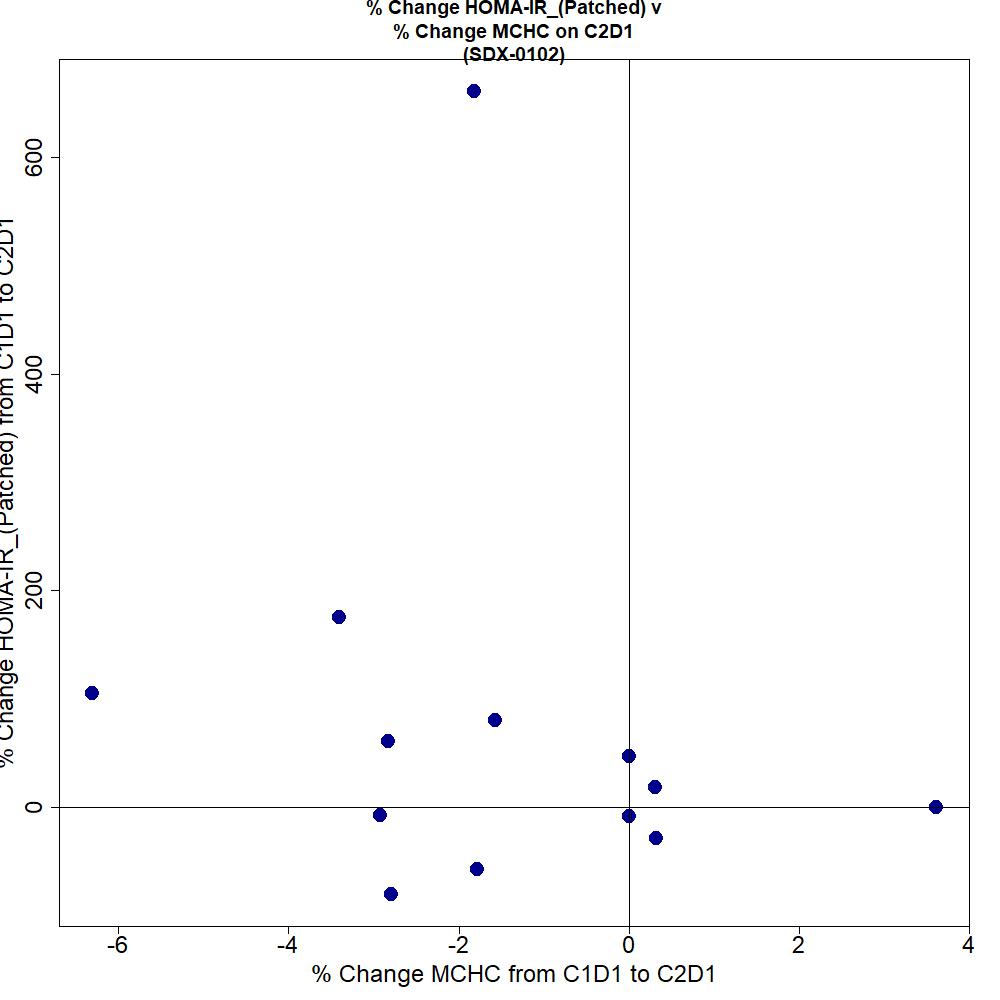 % Change HOMA-IR_(Patched) v
% Change MCHC on C2D1
(SDX-0102)
% Change HOMA-IR_(Patched) from C1D1 to C2D1
600
400
200
0
-6
-4
-2
0
2
4
% Change MCHC from C1D1 to C2D1